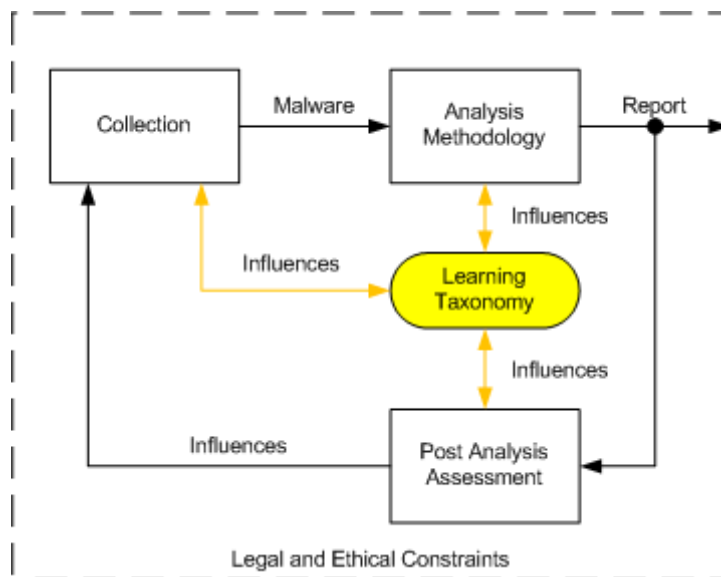 Collection
Malware
Analysis
Methodology
Report
Influences
Influences
Learning
Taxonomy
Influences
Influences
Post Analysis
Assessment
Legal and Ethical Constraints